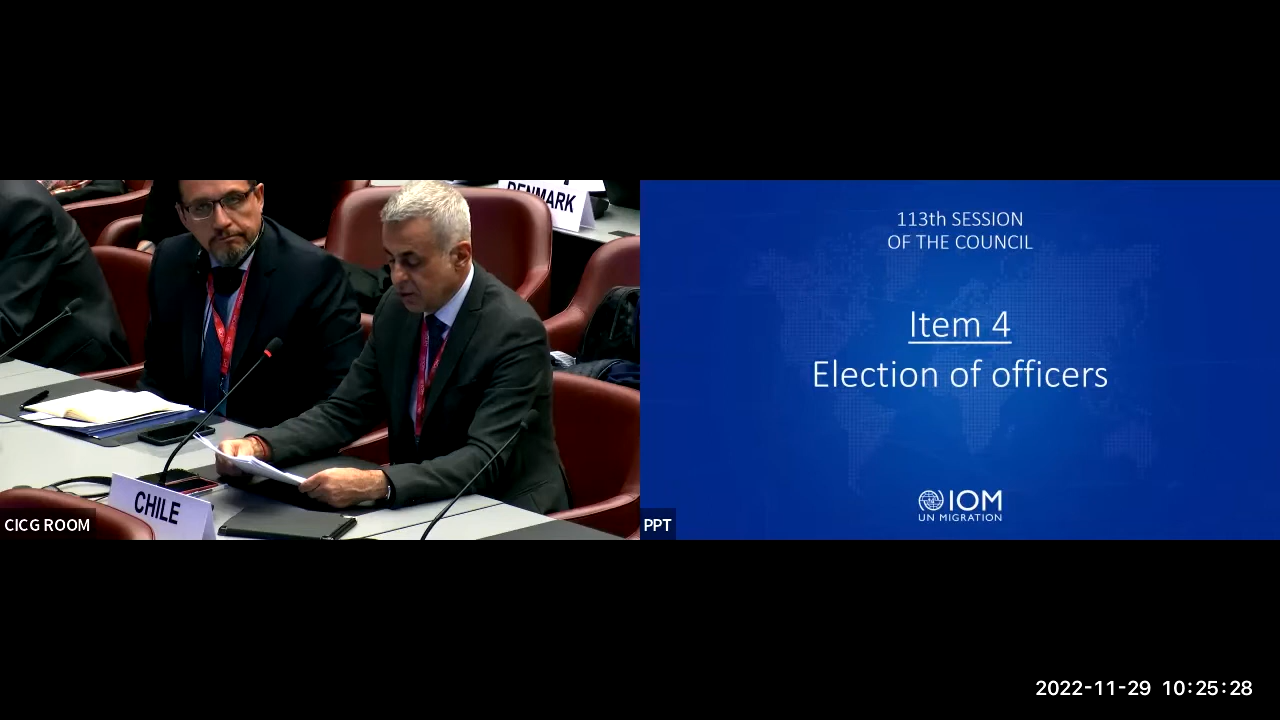 DENMARK
CHILE
CICG ROOM
113th SESSION
OF THE COUNCIL
Item 4
Election of officers
IOM
UN MIGRATION
PPT
2022-11-29 10:25:28